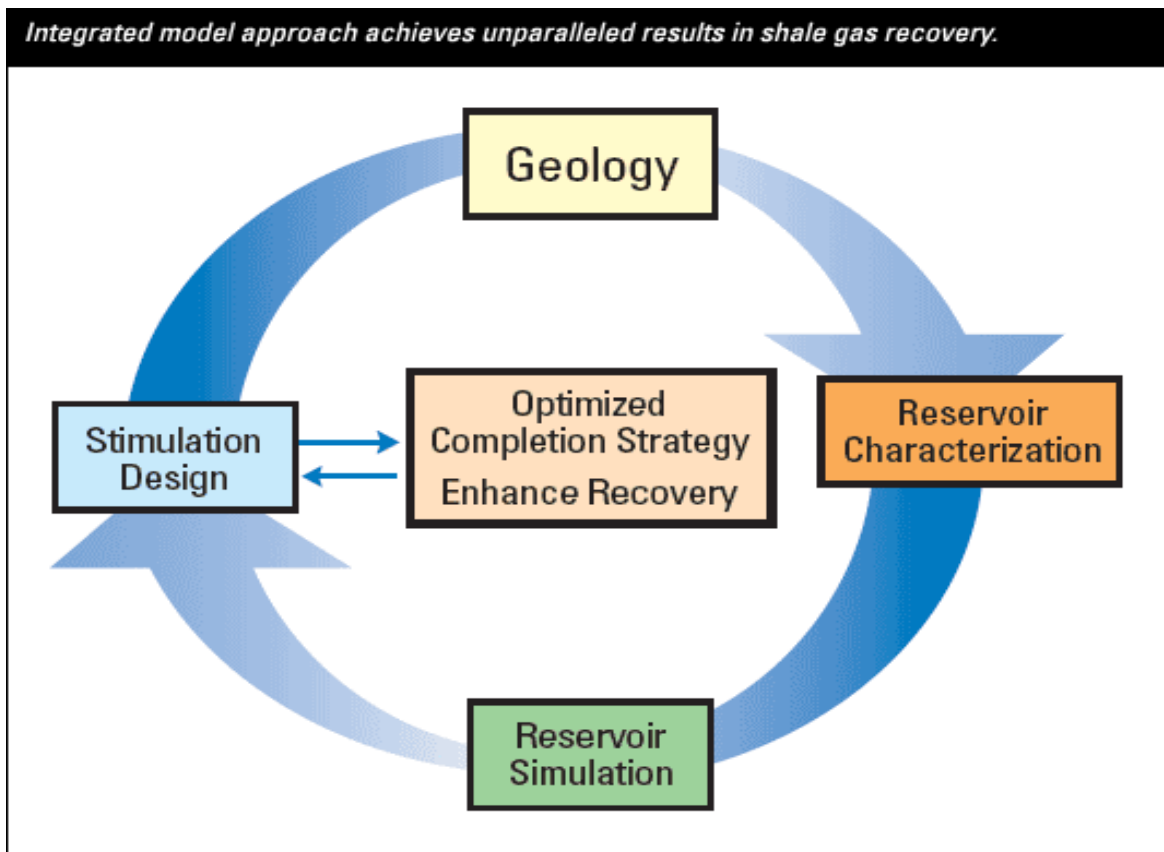 Integrated model approach achieves unparalleled results in shale gas recovery.
Geology
Stimulation
Design
Optimized
Completion Strategy
Enhance Recovery
Reservoir
Characterization
Reservoir
Simulation